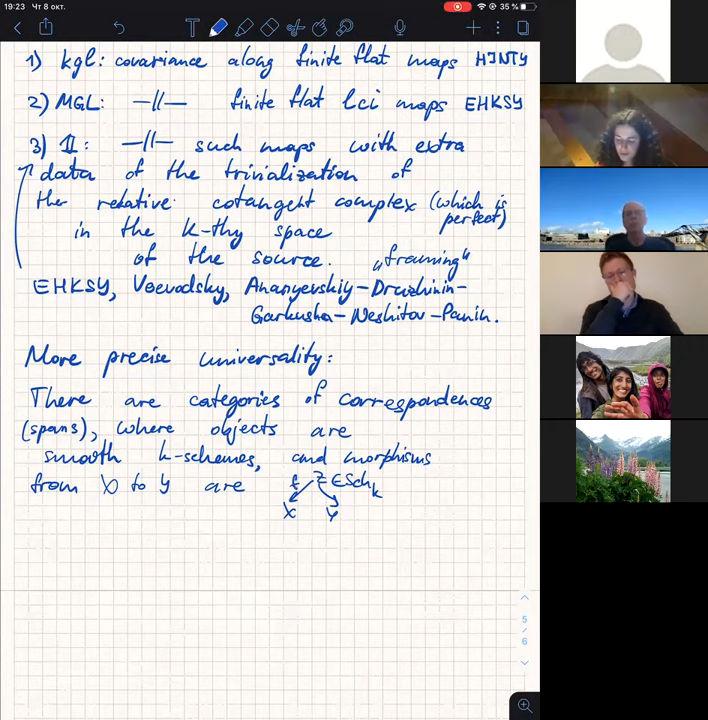 19:23 Чт 8 окт.
35 %
1) kgl: covariance along finite flat maps HJNTY
2) MGL: —//— finite flat lci maps EHKSY
3) 𝟙: —//— such maps with extra
data of the trivialization of
the relative cotangent complex (which is
perfect)
in the k-thy space
of the source. „framing"
EHKSY, Voevodsky, Ananyevskiy–Druzhinin–
Garkusha–Neshitov–Panin.
More precise universality:
There are categories of correspondences
(spans), where objects are
smooth k-schemes, and morphisms
from X to Y are f Z ∈ Sch_k
X Y
5
/
6